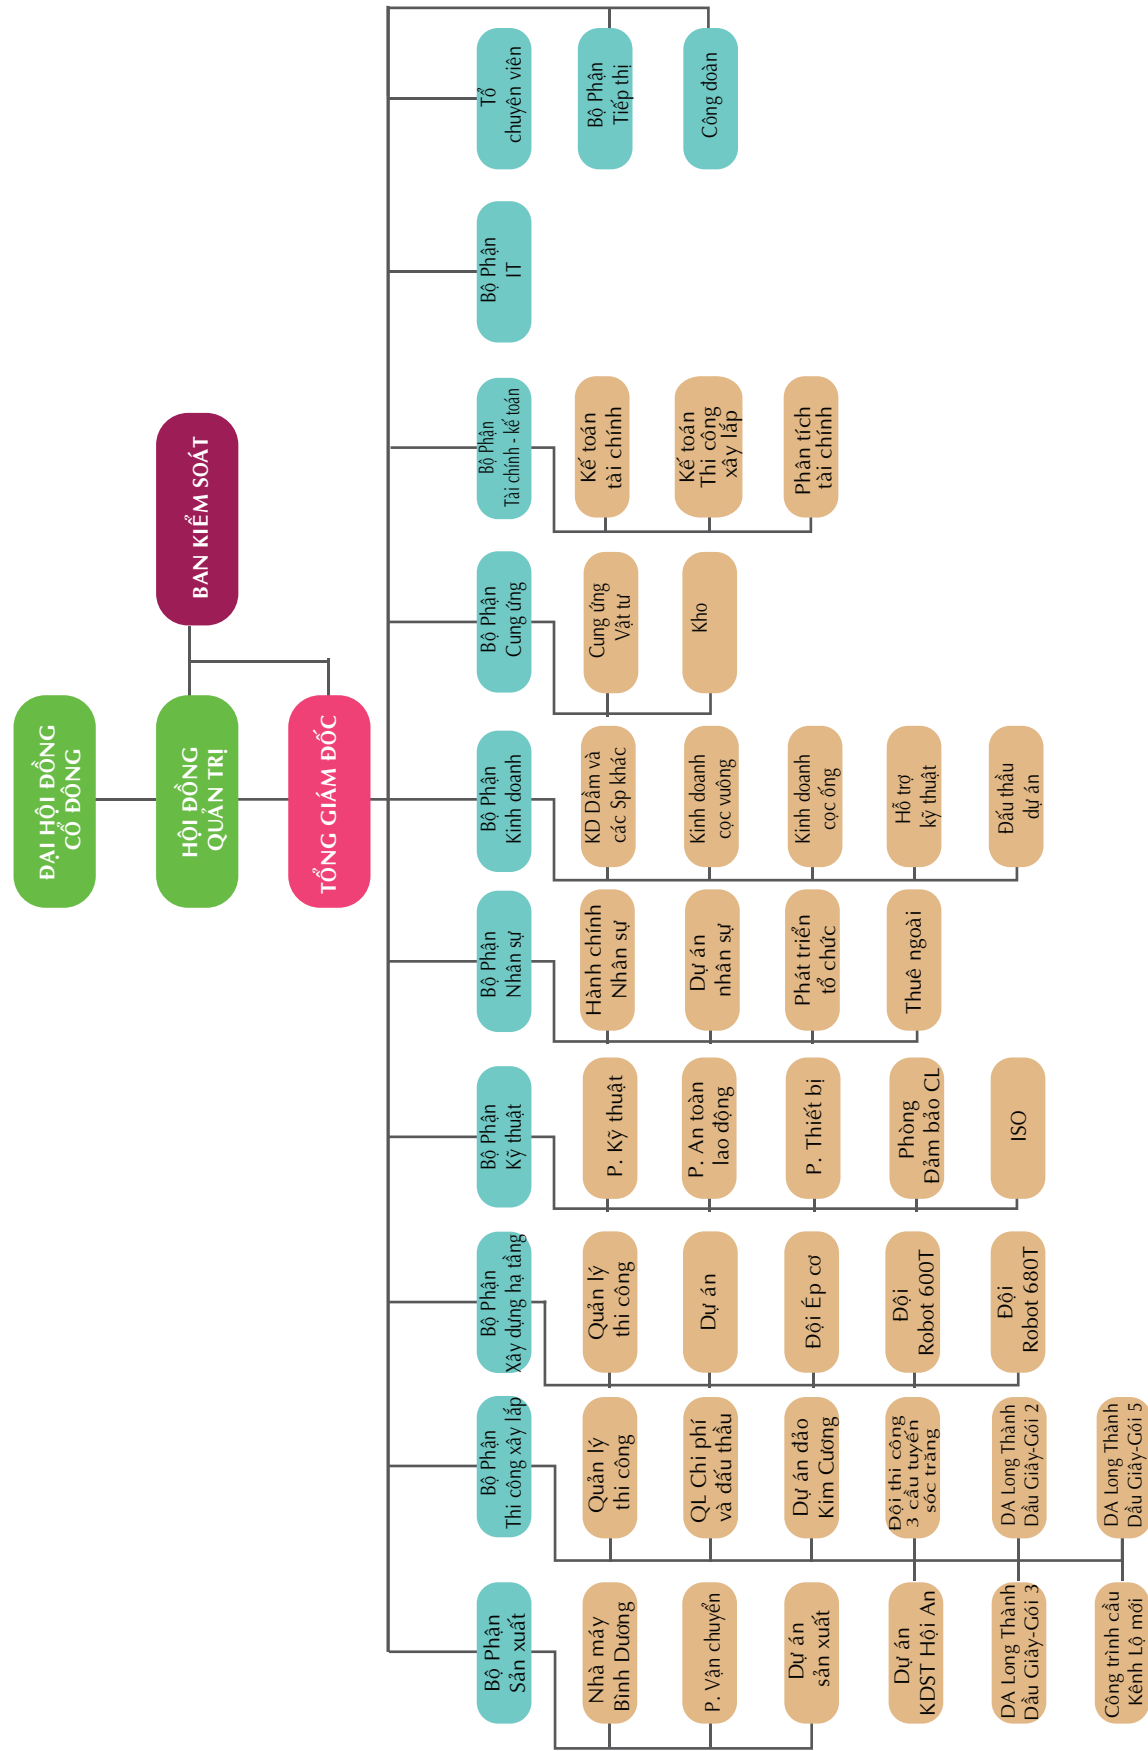 ĐẠI HỘI ĐỒNG
CỔ ĐÔNG
HỘI ĐỒNG
QUẢN TRỊ
BAN KIỂM SOÁT
TỔNG GIÁM ĐỐC
Bộ Phận
Sản xuất
Nhà máy
Bình Dương
P. Vận chuyển
Dự án
sản xuất
Bộ Phận
Thi công xây lắp
Quản lý
thi công
QL Chi phí
và đấu thầu
Dự án đảo
Kim Cương
Đội thi công
3 cầu tuyến
sóc trăng
DA Long Thành
Dầu Giây-Gói 2
DA Long Thành
Dầu Giây-Gói 5
Dự án
KDST Hội An
DA Long Thành
Dầu Giây-Gói 3
Công trình cầu
Kênh Lộ mới
Bộ Phận
Xây dựng hạ tầng
Quản lý
thi công
Dự án
Đội Ép cơ
Đội
Robot 600T
Đội
Robot 680T
Bộ Phận
Kỹ thuật
P. Kỹ thuật
P. An toàn
lao động
P. Thiết bị
Phòng
Đảm bảo CL
ISO
Bộ Phận
Nhân sự
Hành chính
Nhân sự
Dự án
nhân sự
Phát triển
tổ chức
Thuê ngoài
Bộ Phận
Kinh doanh
KD Dầm và
các Sp khác
Kinh doanh
cọc vuông
Kinh doanh
cọc ống
Hỗ trợ
kỹ thuật
Đấu thầu
dự án
Bộ Phận
Cung ứng
Cung ứng
Vật tư
Kho
Bộ Phận
Tài chính - kế toán
Kế toán
tài chính
Kế toán
Thi công
xây lắp
Phân tích
tài chính
Bộ Phận
IT
Tổ
chuyên viên
Bộ Phận
Tiếp thị
Công đoàn